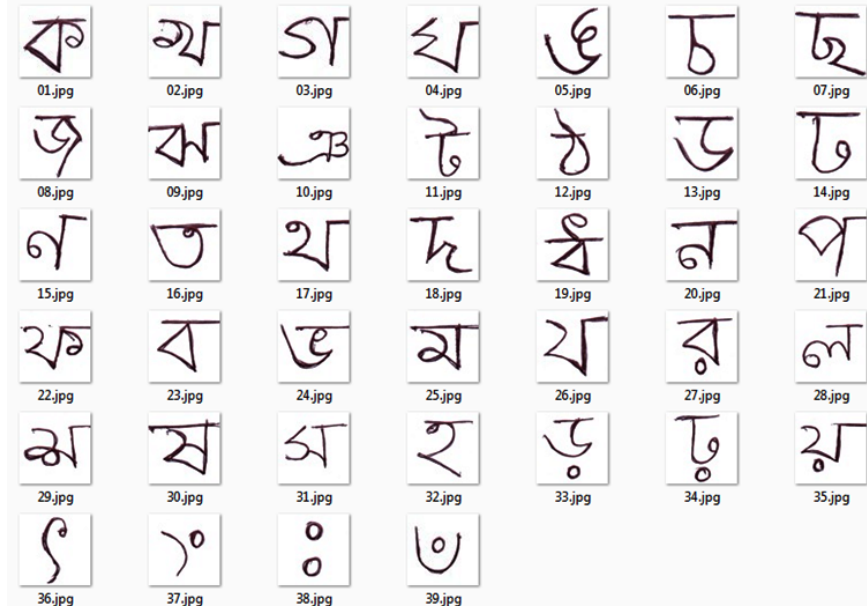 ক খ গ ঘ ঙ চ ছ
01.jpg 02.jpg 03.jpg 04.jpg 05.jpg 06.jpg 07.jpg
জ ঝ ঞ ট ঠ ড ঢ
08.jpg 09.jpg 10.jpg 11.jpg 12.jpg 13.jpg 14.jpg
ণ ত থ দ ধ ন প
15.jpg 16.jpg 17.jpg 18.jpg 19.jpg 20.jpg 21.jpg
ফ ব ভ ম য র ল
22.jpg 23.jpg 24.jpg 25.jpg 26.jpg 27.jpg 28.jpg
শ ষ স হ ড় ঢ় য়
29.jpg 30.jpg 31.jpg 32.jpg 33.jpg 34.jpg 35.jpg
ৎ ং ঃ ঁ
36.jpg 37.jpg 38.jpg 39.jpg